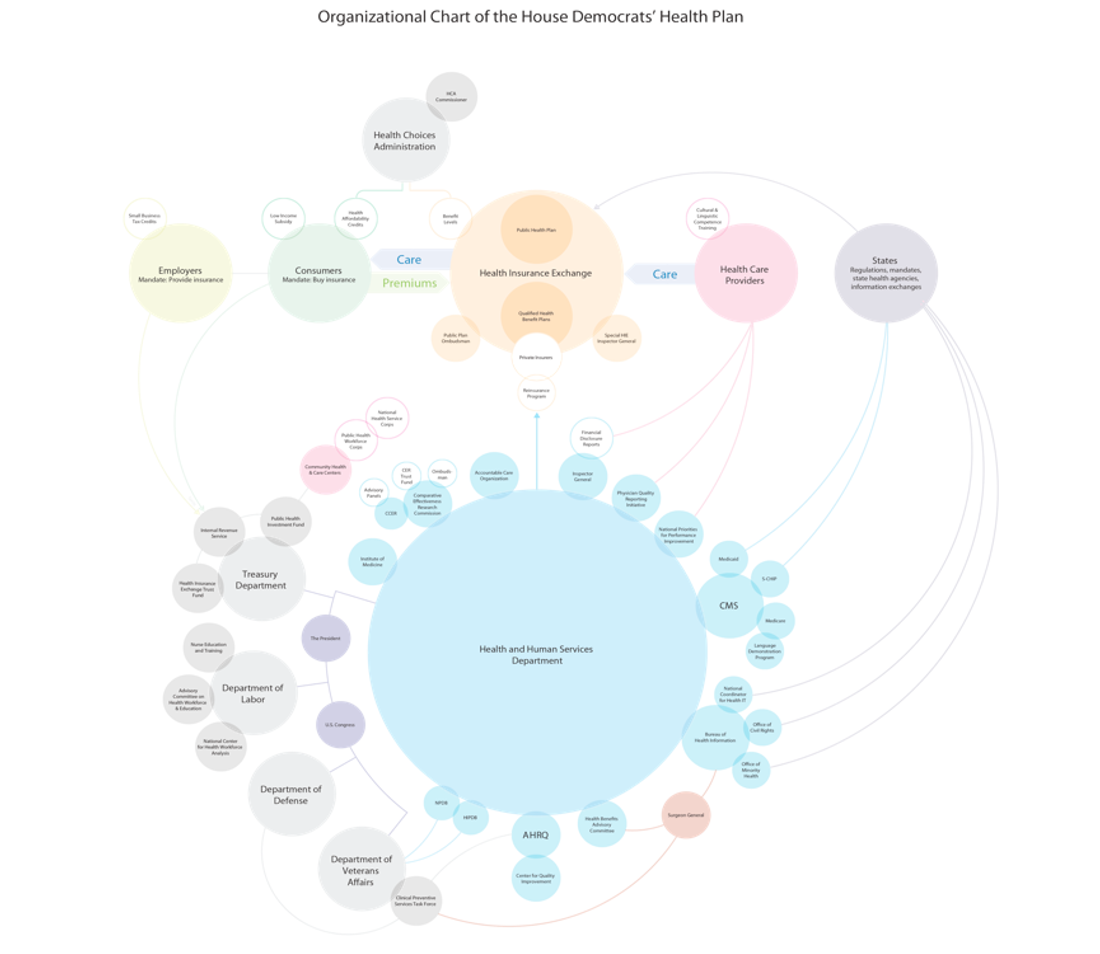 Organizational Chart of the House Democrats’ Health Plan
HCA
Commissioner
Health Choices
Administration
Small Business
Tax Credits
Low Income
Subsidy
Health
Affordability
Credits
Benefit
Levels
Public Health Plan
Cultural &
Linguistic
Competence
Training
Employers
Mandate: Provide insurance
Consumers
Mandate: Buy insurance
Care
Premiums
Health Insurance Exchange
Care
Health Care
Providers
States
Regulations, mandates,
state health agencies,
information exchanges
Qualified Health
Benefit Plans
Public Plan
Ombudsman
Special HIE
Inspector General
Private Insurers
Reinsurance
Program
National
Health Service
Corps
Public Health
Workforce
Corps
Community Health
& Care Centers
Financial
Disclosure
Reports
Advisory
Panels
CER
Trust
Fund
Ombuds-
man
CCER
Comparative
Effectiveness
Research
Commission
Accountable Care
Organization
Inspector
General
Physician Quality
Reporting
Initiative
National Priorities
for Performance
Improvement
Internal Revenue
Service
Public Health
Investment Fund
Institute of
Medicine
Treasury
Department
Health Insurance
Exchange Trust
Fund
Medicaid
S-CHIP
CMS
Medicare
Language
Demonstration
Program
The President
Nurse Education
and Training
Department of
Labor
Advisory
Committee on
Health Workforce
& Education
National Center
for Health Workforce
Analysis
U.S. Congress
Health and Human Services
Department
National
Coordinator
for Health IT
Bureau of
Health Information
Office of
Civil Rights
Office of
Minority
Health
Department of
Defense
NPDB
HIPDB
AHRQ
Health Benefits
Advisory
Committee
Surgeon General
Department of
Veterans
Affairs
Center for Quality
Improvement
Clinical Preventive
Services Task Force